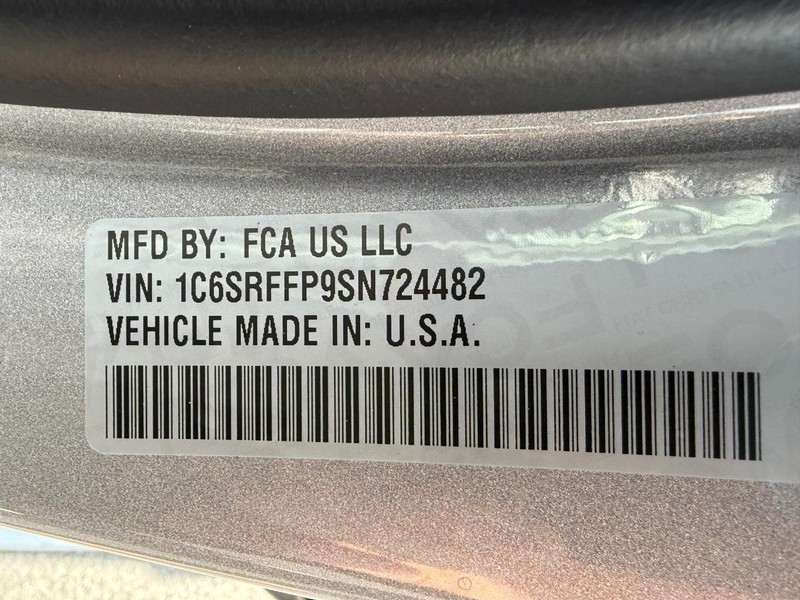 MFD BY: FCA US LLC
VIN: 1C6SRFFP9SN724482
VEHICLE MADE IN: U.S.A.